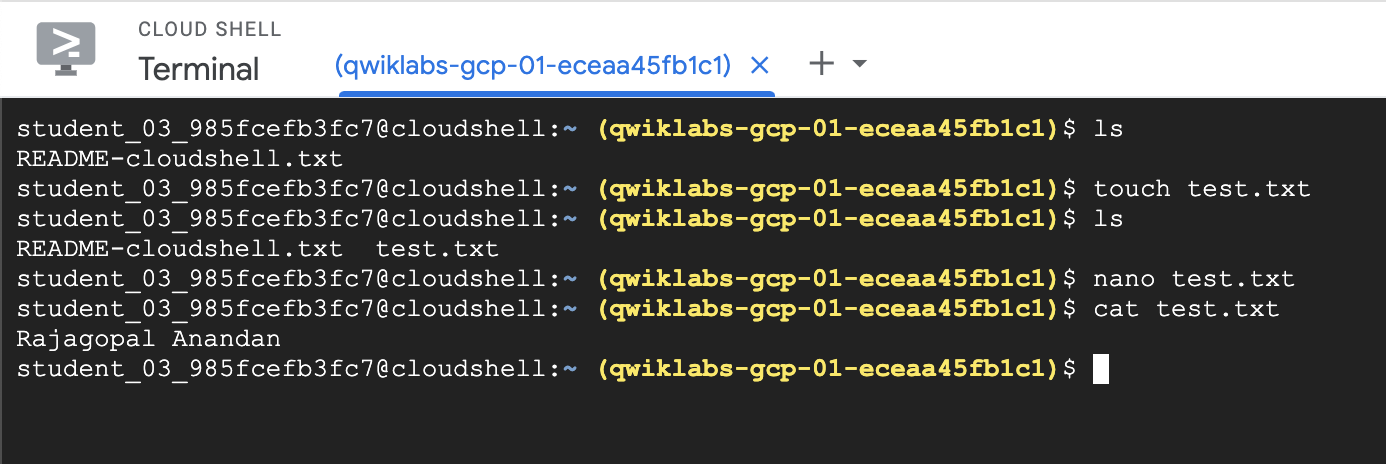 CLOUD SHELL
Terminal
(qwiklabs-gcp-01-eceaa45fb1c1)
student_03_985fcefb3fc7@cloudshell:~ (qwiklabs-gcp-01-eceaa45fb1c1)$ ls
README-cloudshell.txt
student_03_985fcefb3fc7@cloudshell:~ (qwiklabs-gcp-01-eceaa45fb1c1)$ touch test.txt
student_03_985fcefb3fc7@cloudshell:~ (qwiklabs-gcp-01-eceaa45fb1c1)$ ls
README-cloudshell.txt  test.txt
student_03_985fcefb3fc7@cloudshell:~ (qwiklabs-gcp-01-eceaa45fb1c1)$ nano test.txt
student_03_985fcefb3fc7@cloudshell:~ (qwiklabs-gcp-01-eceaa45fb1c1)$ cat test.txt
Rajagopal Anandan
student_03_985fcefb3fc7@cloudshell:~ (qwiklabs-gcp-01-eceaa45fb1c1)$